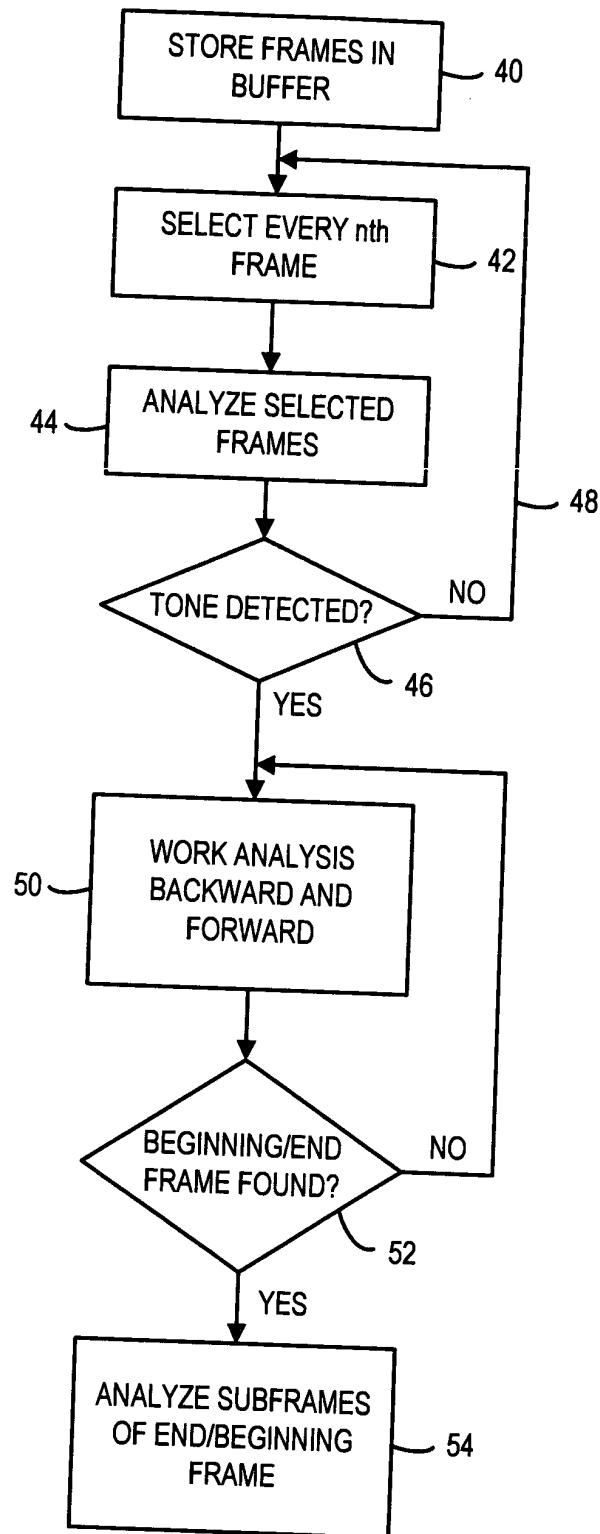 STORE FRAMES IN
BUFFER
40
SELECT EVERY nth
FRAME
42
44
ANALYZE SELECTED
FRAMES
48
TONE DETECTED?
NO
46
YES
50
WORK ANALYSIS
BACKWARD AND
FORWARD
BEGINNING/END
FRAME FOUND?
NO
52
YES
ANALYZE SUBFRAMES
OF END/BEGINNING
FRAME
54